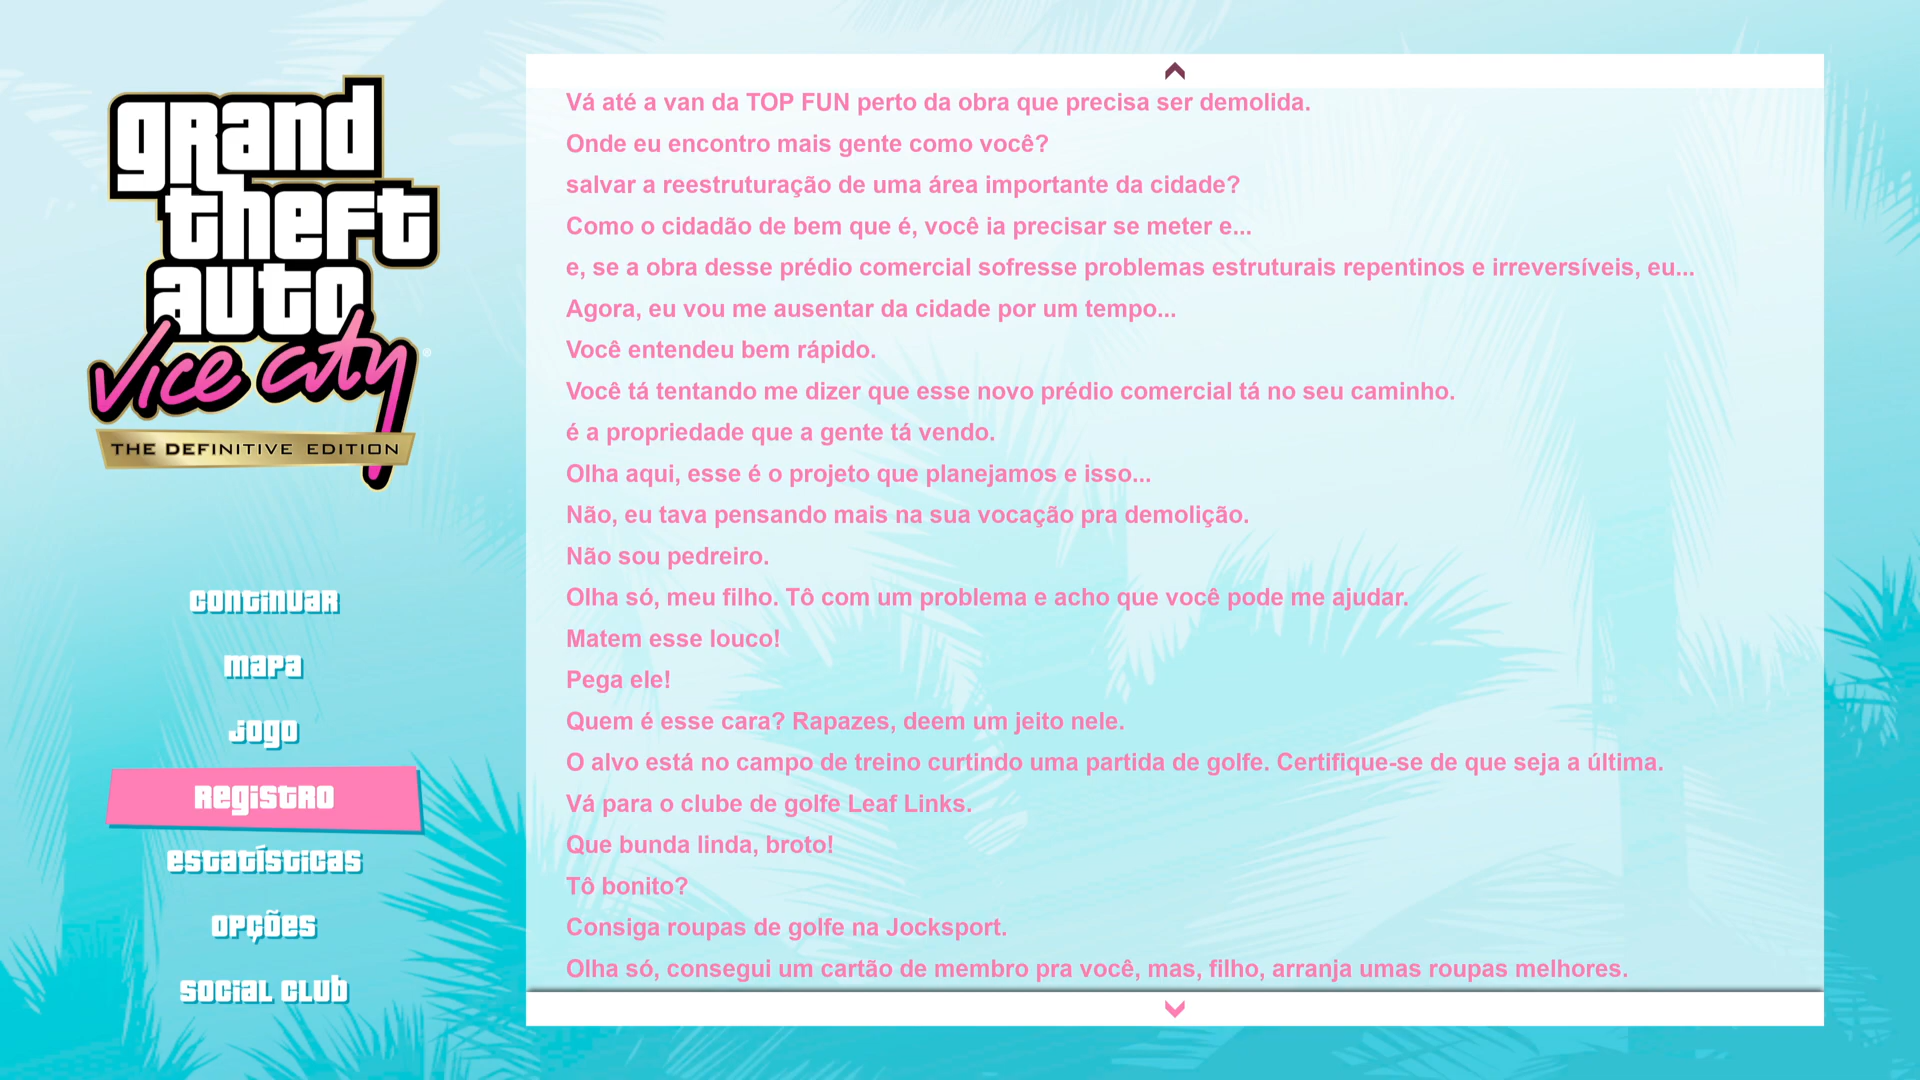 grand
theft
auto
vice city
THE DEFINITIVE EDITION
continuar
mapa
jogo
Registro
estatísticas
opções
social club
Vá até a van da TOP FUN perto da obra que precisa ser demolida.
Onde eu encontro mais gente como você?
salvar a reestruturação de uma área importante da cidade?
Como o cidadão de bem que é, você ia precisar se meter e...
e, se a obra desse prédio comercial sofresse problemas estruturais repentinos e irreversíveis, eu...
Agora, eu vou me ausentar da cidade por um tempo...
Você entendeu bem rápido.
Você tá tentando me dizer que esse novo prédio comercial tá no seu caminho.
é a propriedade que a gente tá vendo.
Olha aqui, esse é o projeto que planejamos e isso...
Não, eu tava pensando mais na sua vocação pra demolição.
Não sou pedreiro.
Olha só, meu filho. Tô com um problema e acho que você pode me ajudar.
Matem esse louco!
Pega ele!
Quem é esse cara? Rapazes, deem um jeito nele.
O alvo está no campo de treino curtindo uma partida de golfe. Certifique-se de que seja a última.
Vá para o clube de golfe Leaf Links.
Que bunda linda, broto!
Tô bonito?
Consiga roupas de golfe na Jocksport.
Olha só, consegui um cartão de membro pra você, mas, filho, arranja umas roupas melhores.